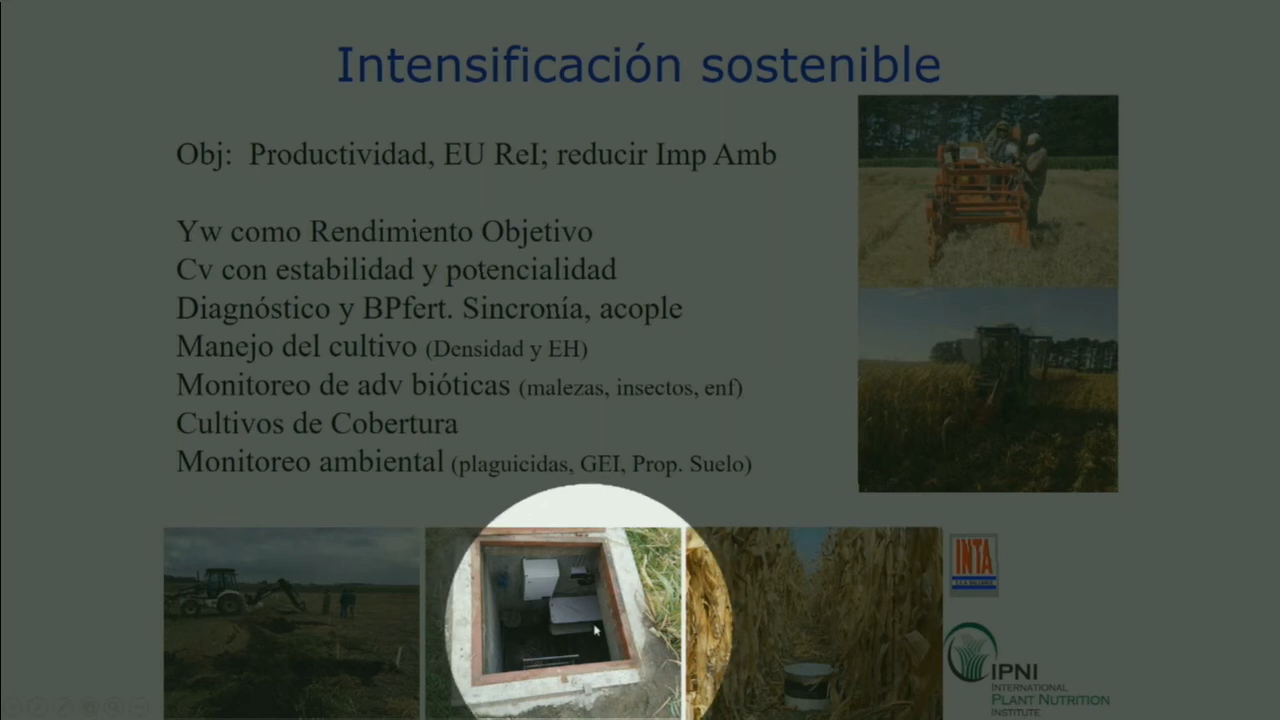 Intensificación sostenible
Obj:  Productividad, EU ReI; reducir Imp Amb
Yw como Rendimiento Objetivo
Cv con estabilidad y potencialidad
Diagnóstico y BPfert. Sincronía, acople
Manejo del cultivo (Densidad y EH)
Monitoreo de adv bióticas (malezas, insectos, enf)
Cultivos de Cobertura
Monitoreo ambiental (plaguicidas, GEI, Prop. Suelo)
INTA
IPNI
INTERNATIONAL
PLANT NUTRITION
INSTITUTE